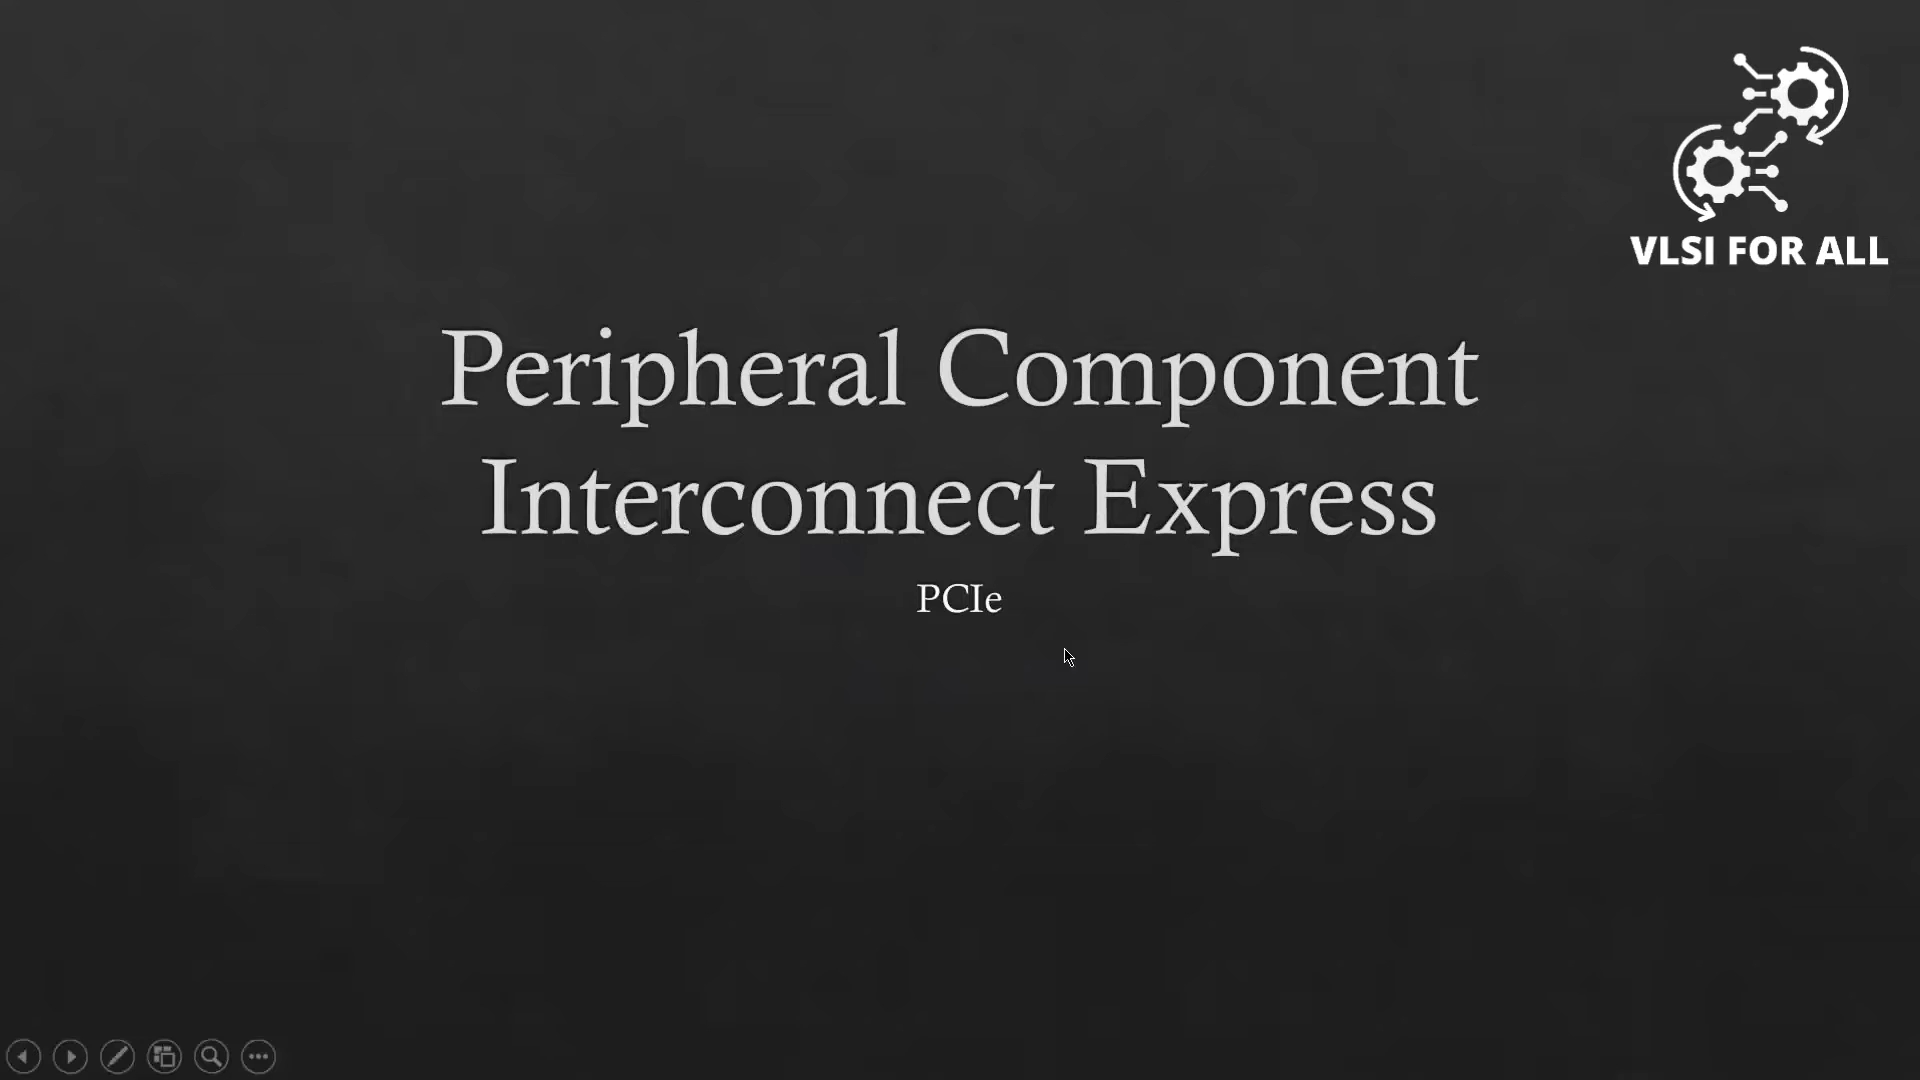 VLSI FOR ALL
Peripheral Component
Interconnect Express
PCIe